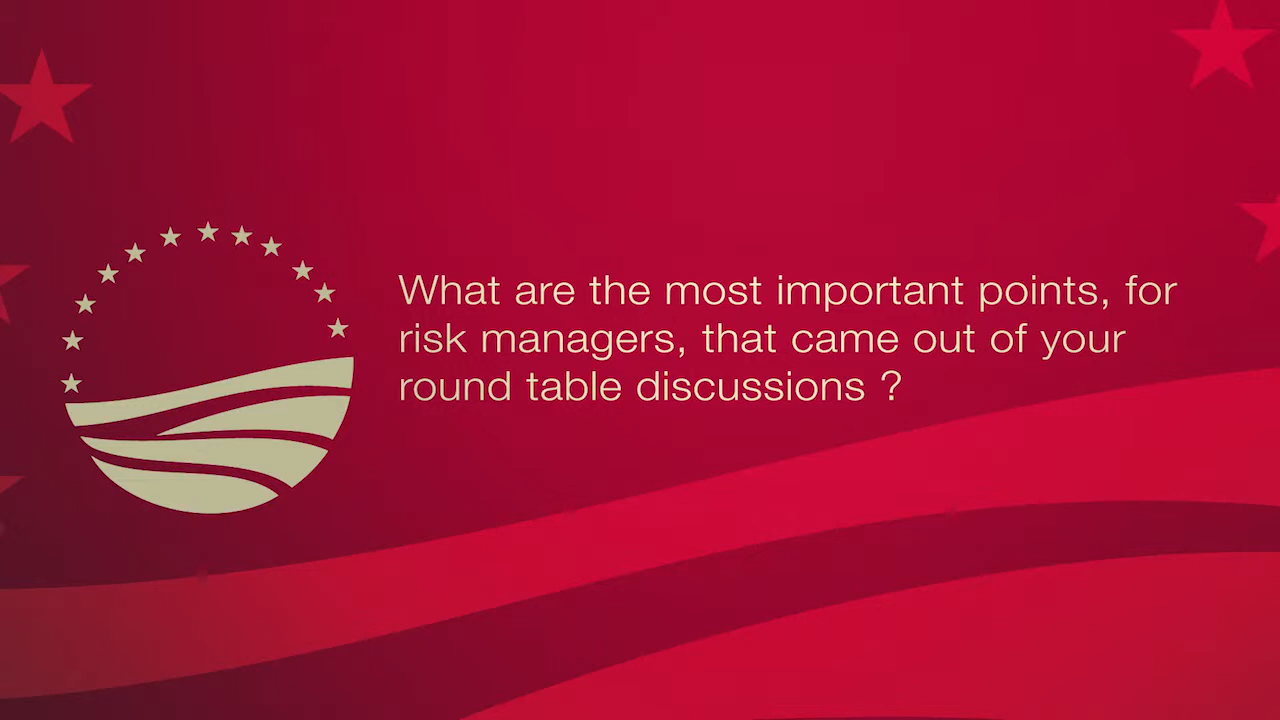 What are the most important points, for
risk managers, that came out of your
round table discussions ?